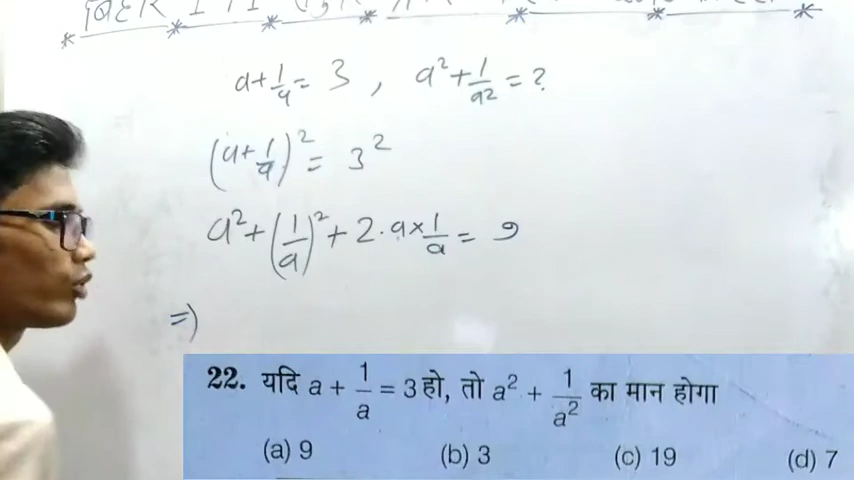 a + 1/a = 3 , a² + 1/a² = ?
(a + 1/a)² = 3²
a² + (1/a)² + 2 · a × 1/a = 9
⇒)
22. यदि a + 1/a = 3 हो, तो a² + 1/a² का मान होगा
(a) 9 (b) 3 (c) 19 (d) 7